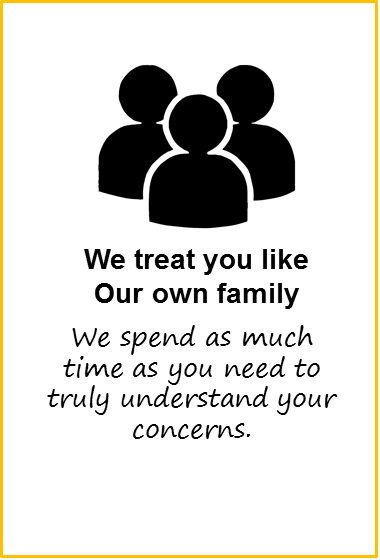 We treat you like
Our own family
We spend as much
time as you need to
truly understand your
concerns.